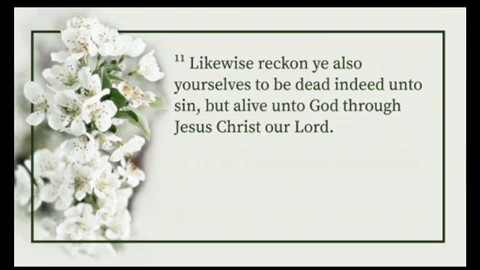 ¹¹ Likewise reckon ye also
yourselves to be dead indeed unto
sin, but alive unto God through
Jesus Christ our Lord.